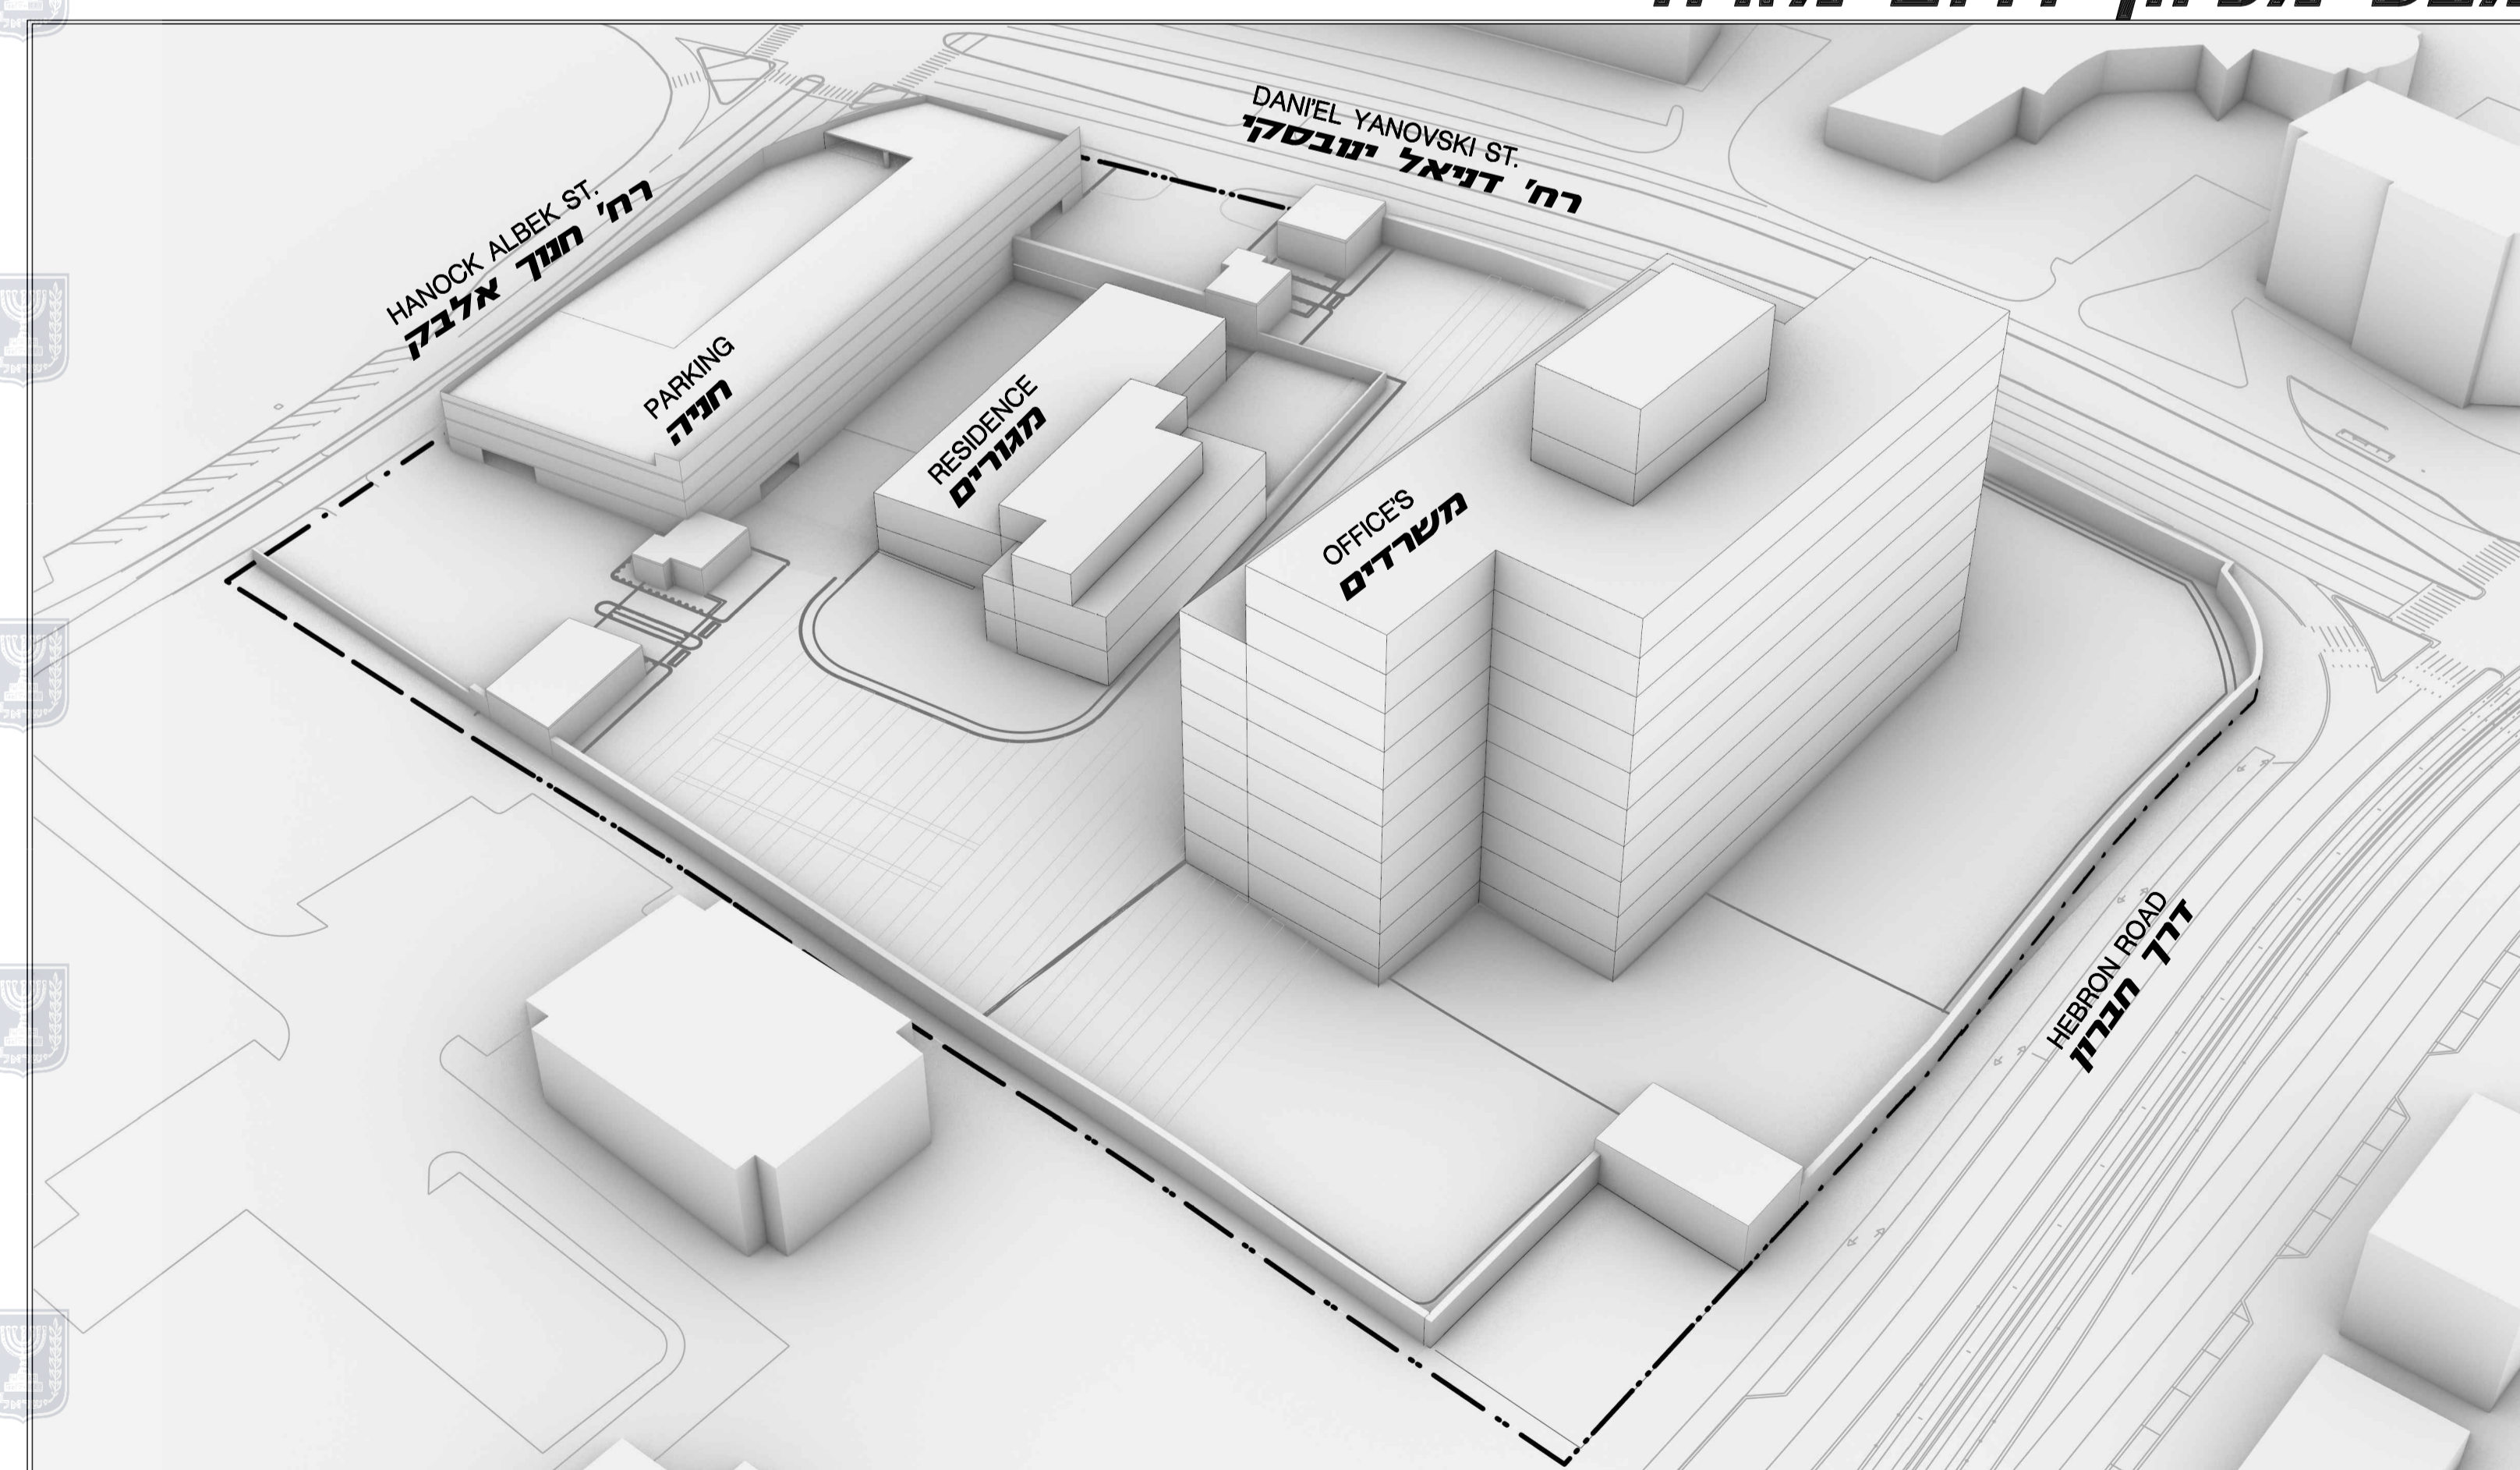 DANI'EL YANOVSKI ST.
רח' דניאל ינובסקי
HANOCK ALBEK ST.
רח' חנוך אלבק
PARKING
חניה
RESIDENCE
מגורים
OFFICE'S
משרדים
HEBRON ROAD
דרך חברון